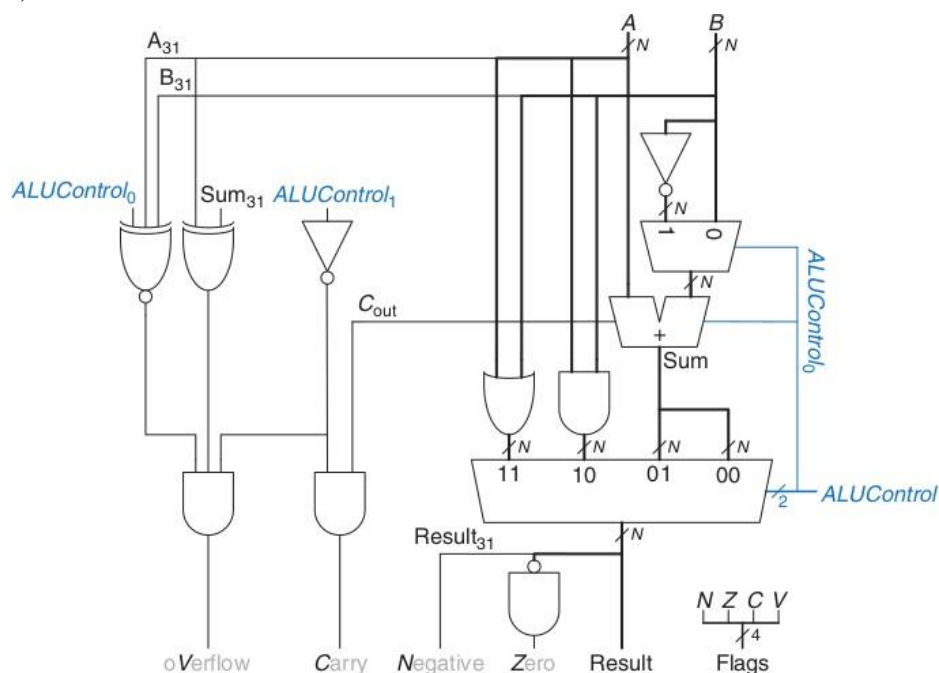 A B
N N
A31
B31
ALUControl0 Sum31 ALUControl1
N
1 0
N
ALUControl0
Cout
+
Sum
N N N N
11 10 01 00
2 ALUControl
N
Result31
N Z C V
4
oVerflow Carry Negative Zero Result Flags